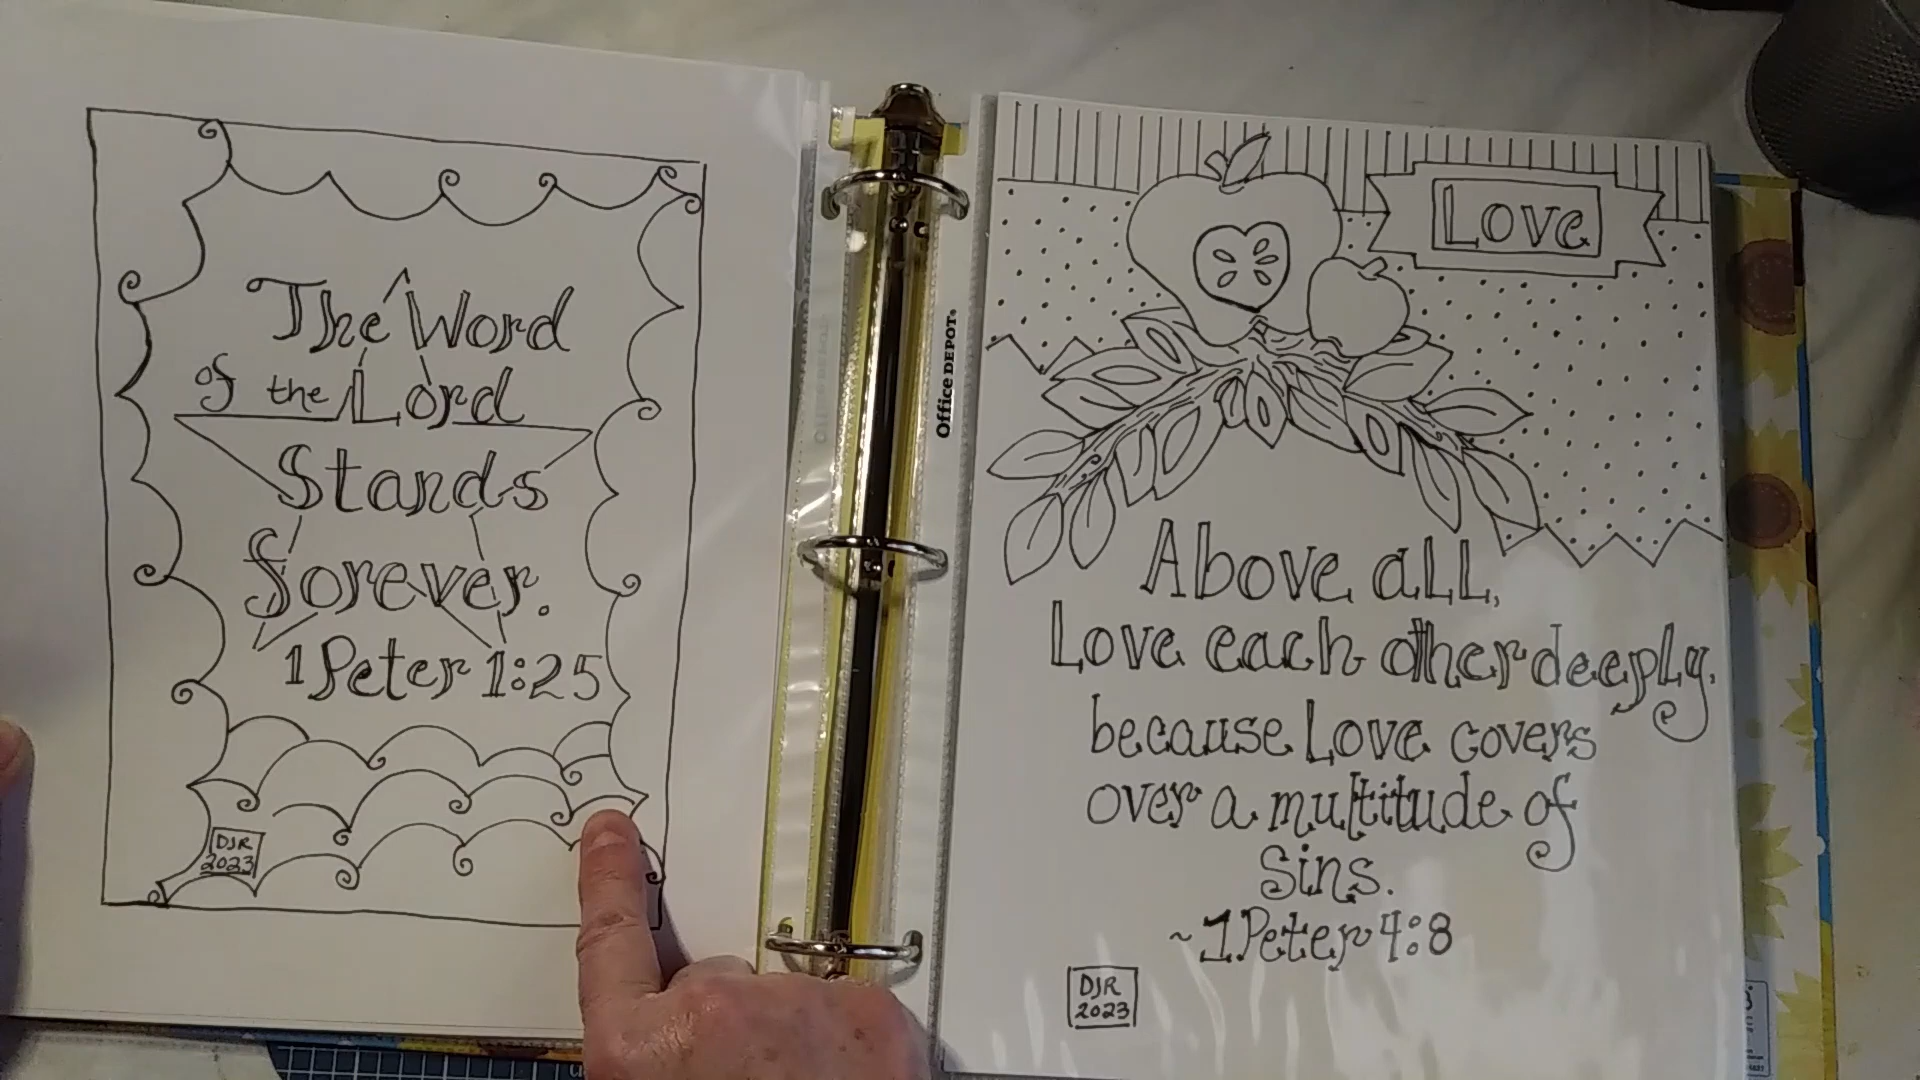 The Word
of the Lord
Stands
forever.
1 Peter 1:25
DJR
2023
Office DEPOT®
Love
Above aLL,
Love each other deepLy.
because Love covers
over a multitude of
Sins.
~1 Peter 4:8
DJR
2023